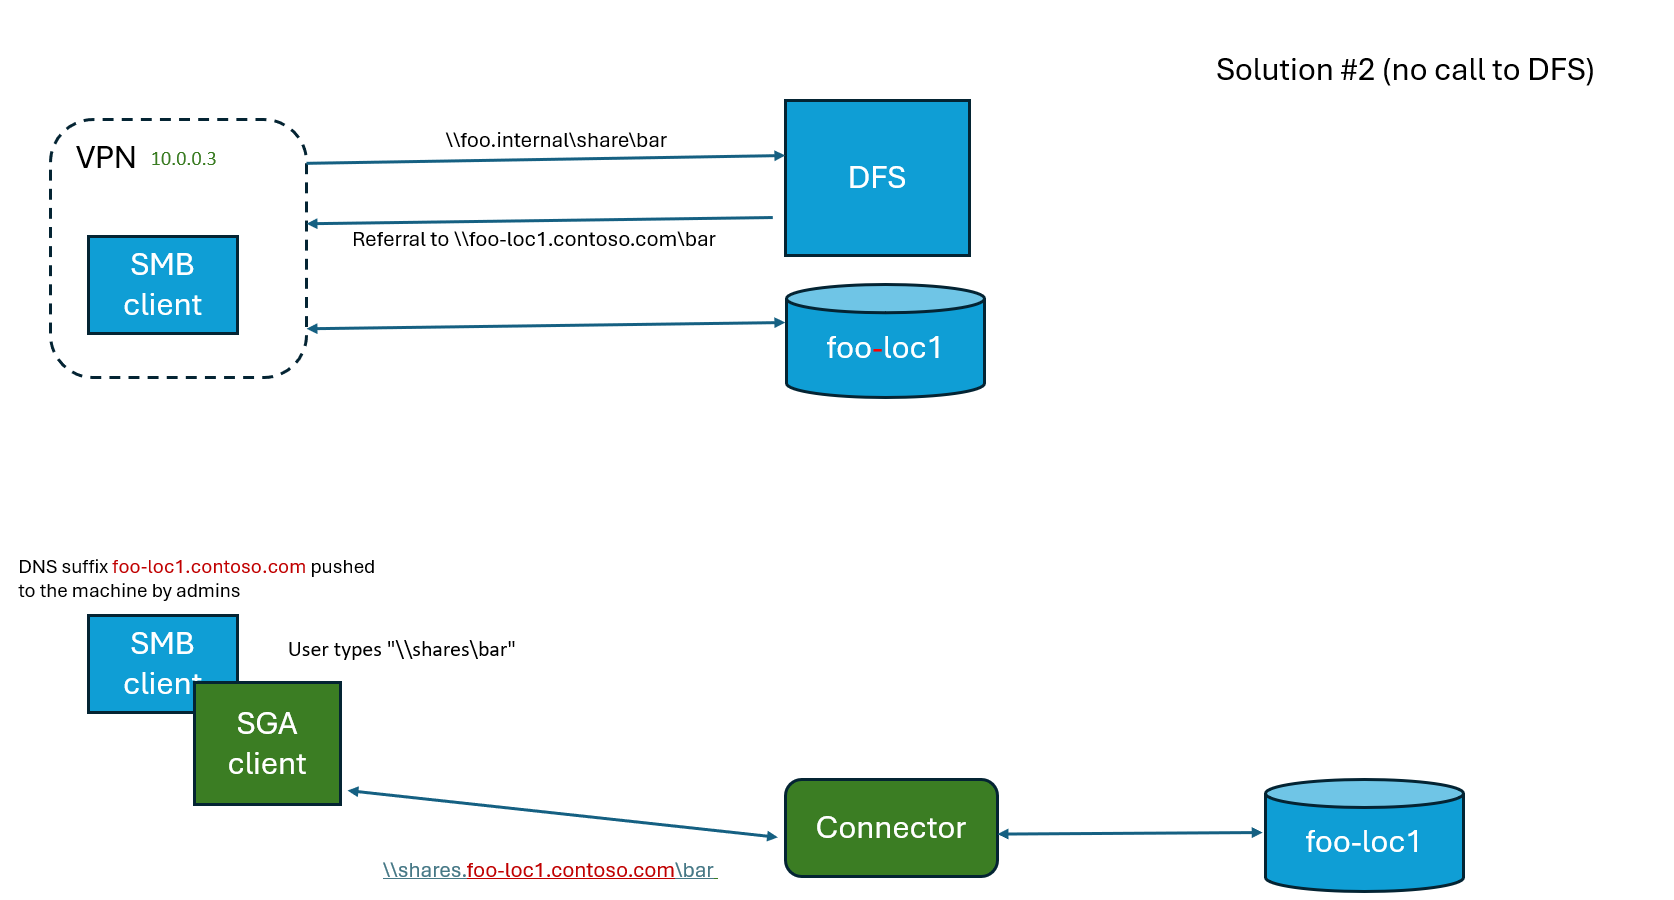 Solution #2 (no call to DFS)
VPN 10.0.0.3
\\foo.internal\share\bar
DFS
Referral to \\foo-loc1.contoso.com\bar
SMB
client
foo-loc1
DNS suffix foo-loc1.contoso.com pushed
to the machine by admins
SMB
client
User types "\\shares\bar"
SGA
client
Connector
foo-loc1
\\shares.foo-loc1.contoso.com\bar